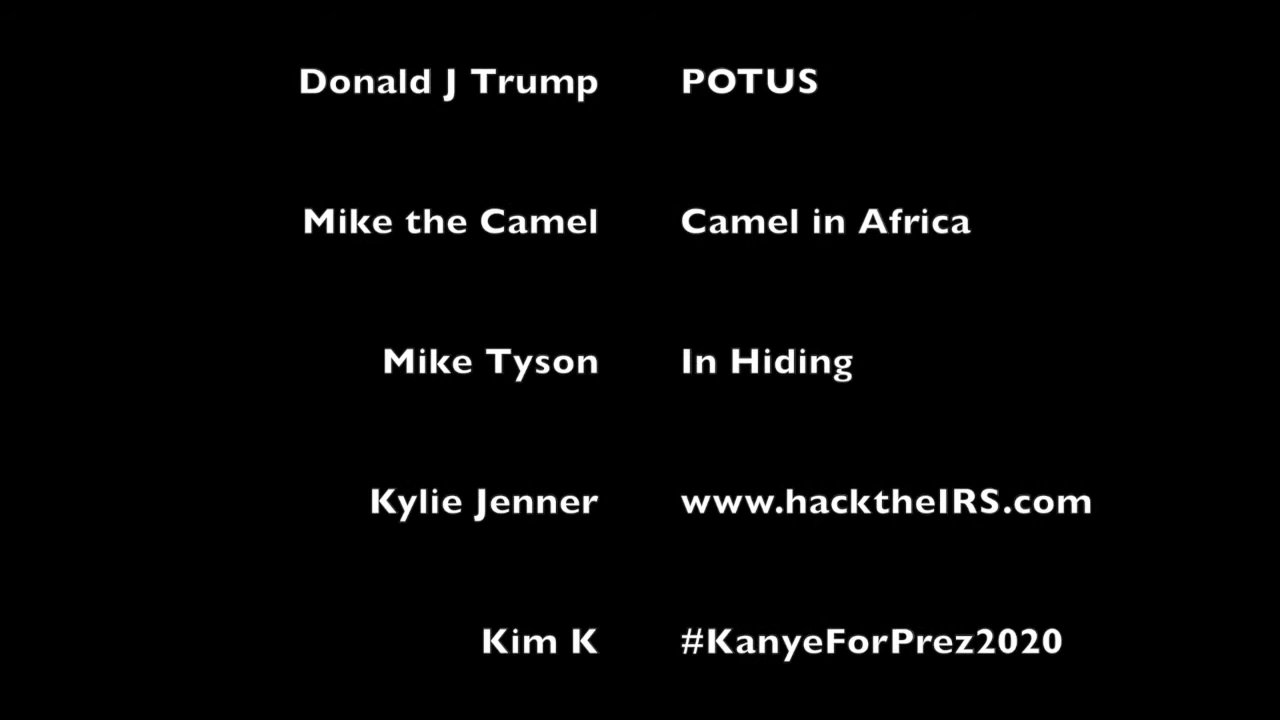 Donald J Trump POTUS
Mike the Camel Camel in Africa
Mike Tyson In Hiding
Kylie Jenner www.hacktheIRS.com
Kim K #KanyeForPrez2020